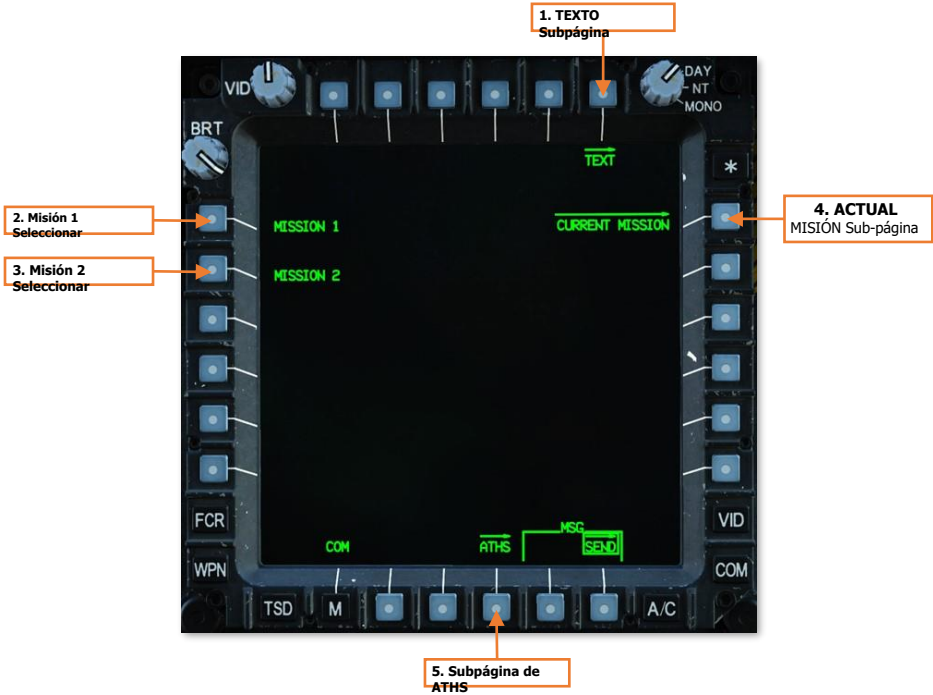 1. TEXTO
Subpágina
VID
DAY
NT
MONO
BRT
TEXT
*
2. Misión 1
Seleccionar
MISSION 1
CURRENT MISSION
4. ACTUAL
MISIÓN Sub-página
3. Misión 2
Seleccionar
MISSION 2
FCR
VID
MSG
COM
ATHS
SEND
WPN
COM
TSD
M
A/C
5. Subpágina de
ATHS